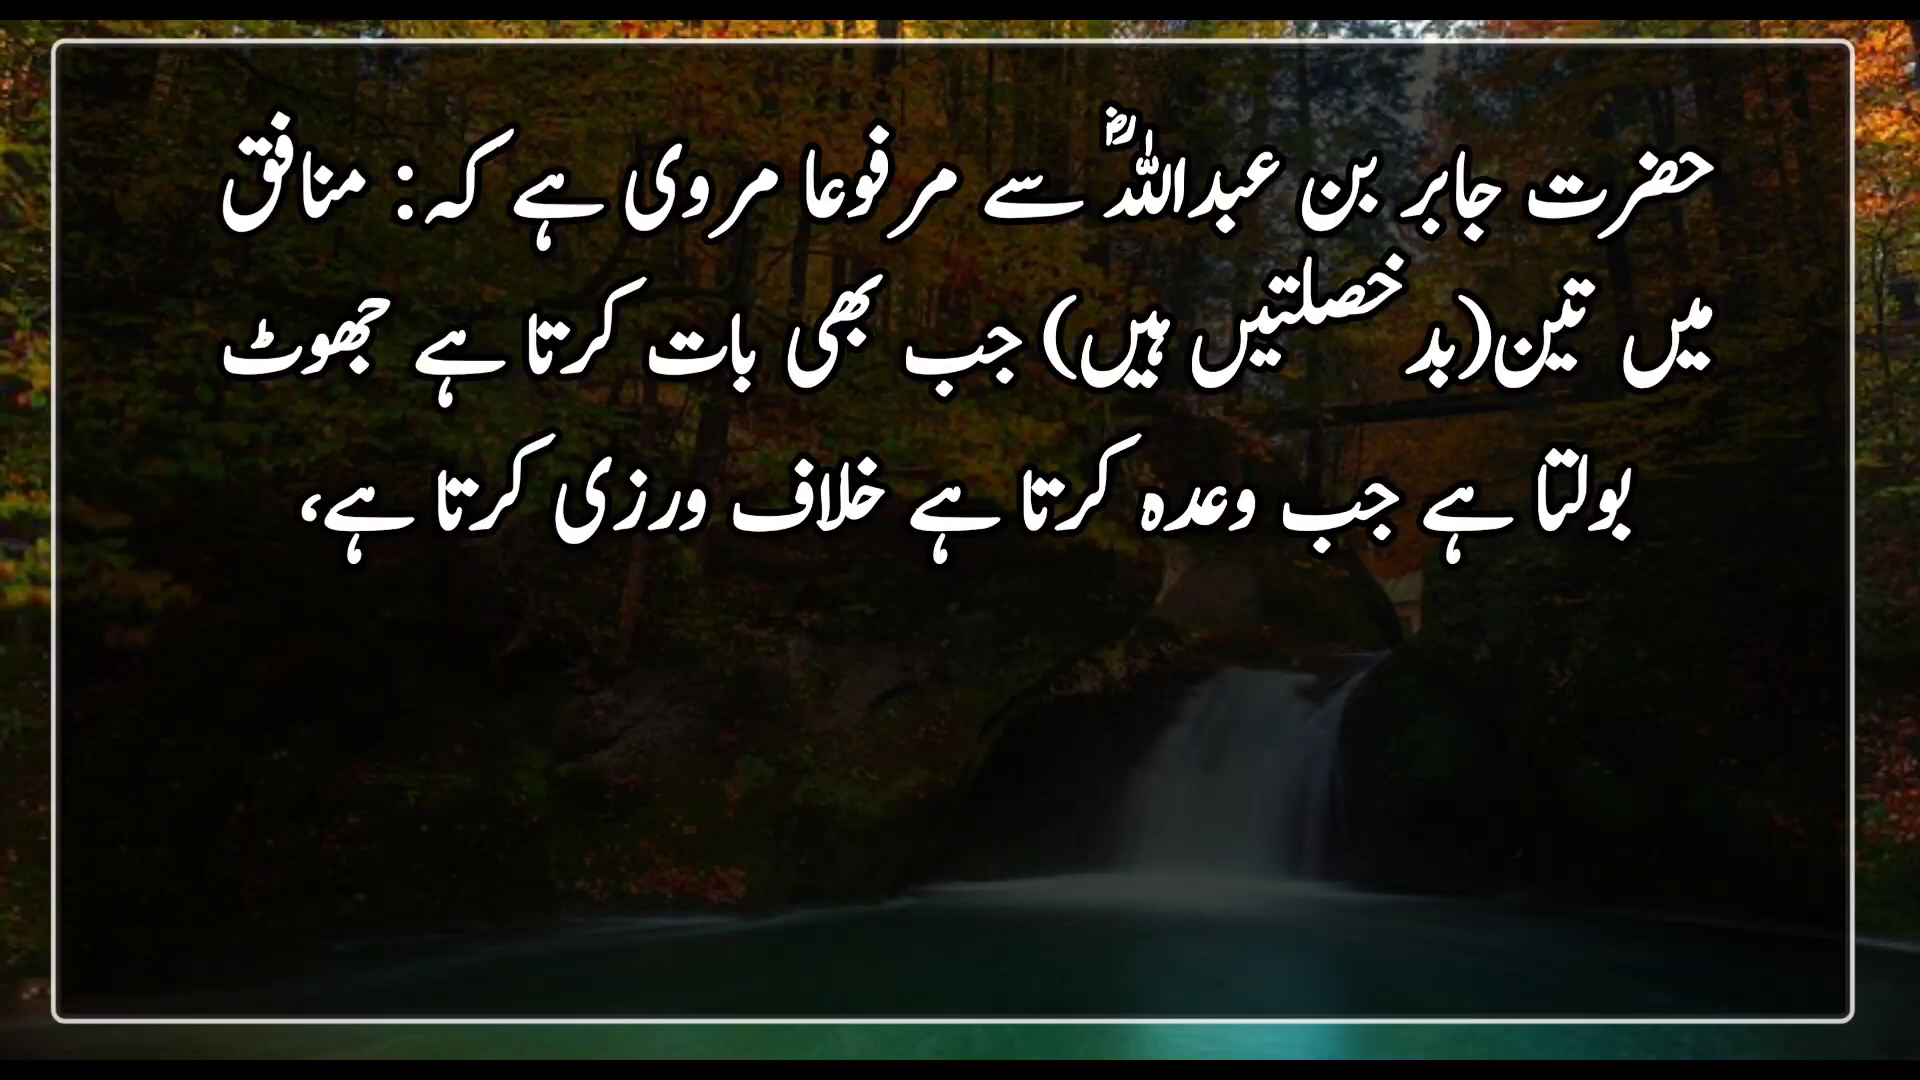 حضرت جابر بن عبداللہؓ سے مرفوعا مروی ہے کہ: منافق
میں تین(بد خصلتیں ہیں) جب بھی بات کرتا ہے جھوٹ
بولتا ہے جب وعدہ کرتا ہے خلاف ورزی کرتا ہے،